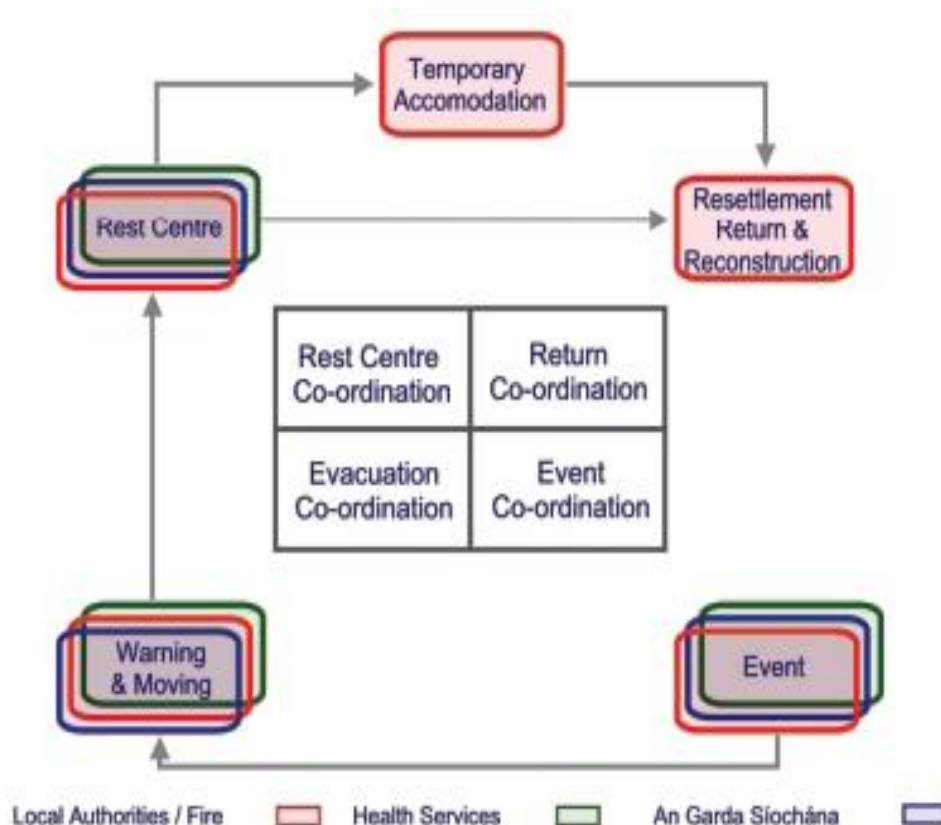 Temporary
Accomodation
Rest Centre
Resettlement
Return &
Reconstruction
Rest Centre
Co-ordination
Return
Co-ordination
Evacuation
Co-ordination
Event
Co-ordination
Warning
& Moving
Event
Local Authorities / Fire
Health Services
An Garda Síochána